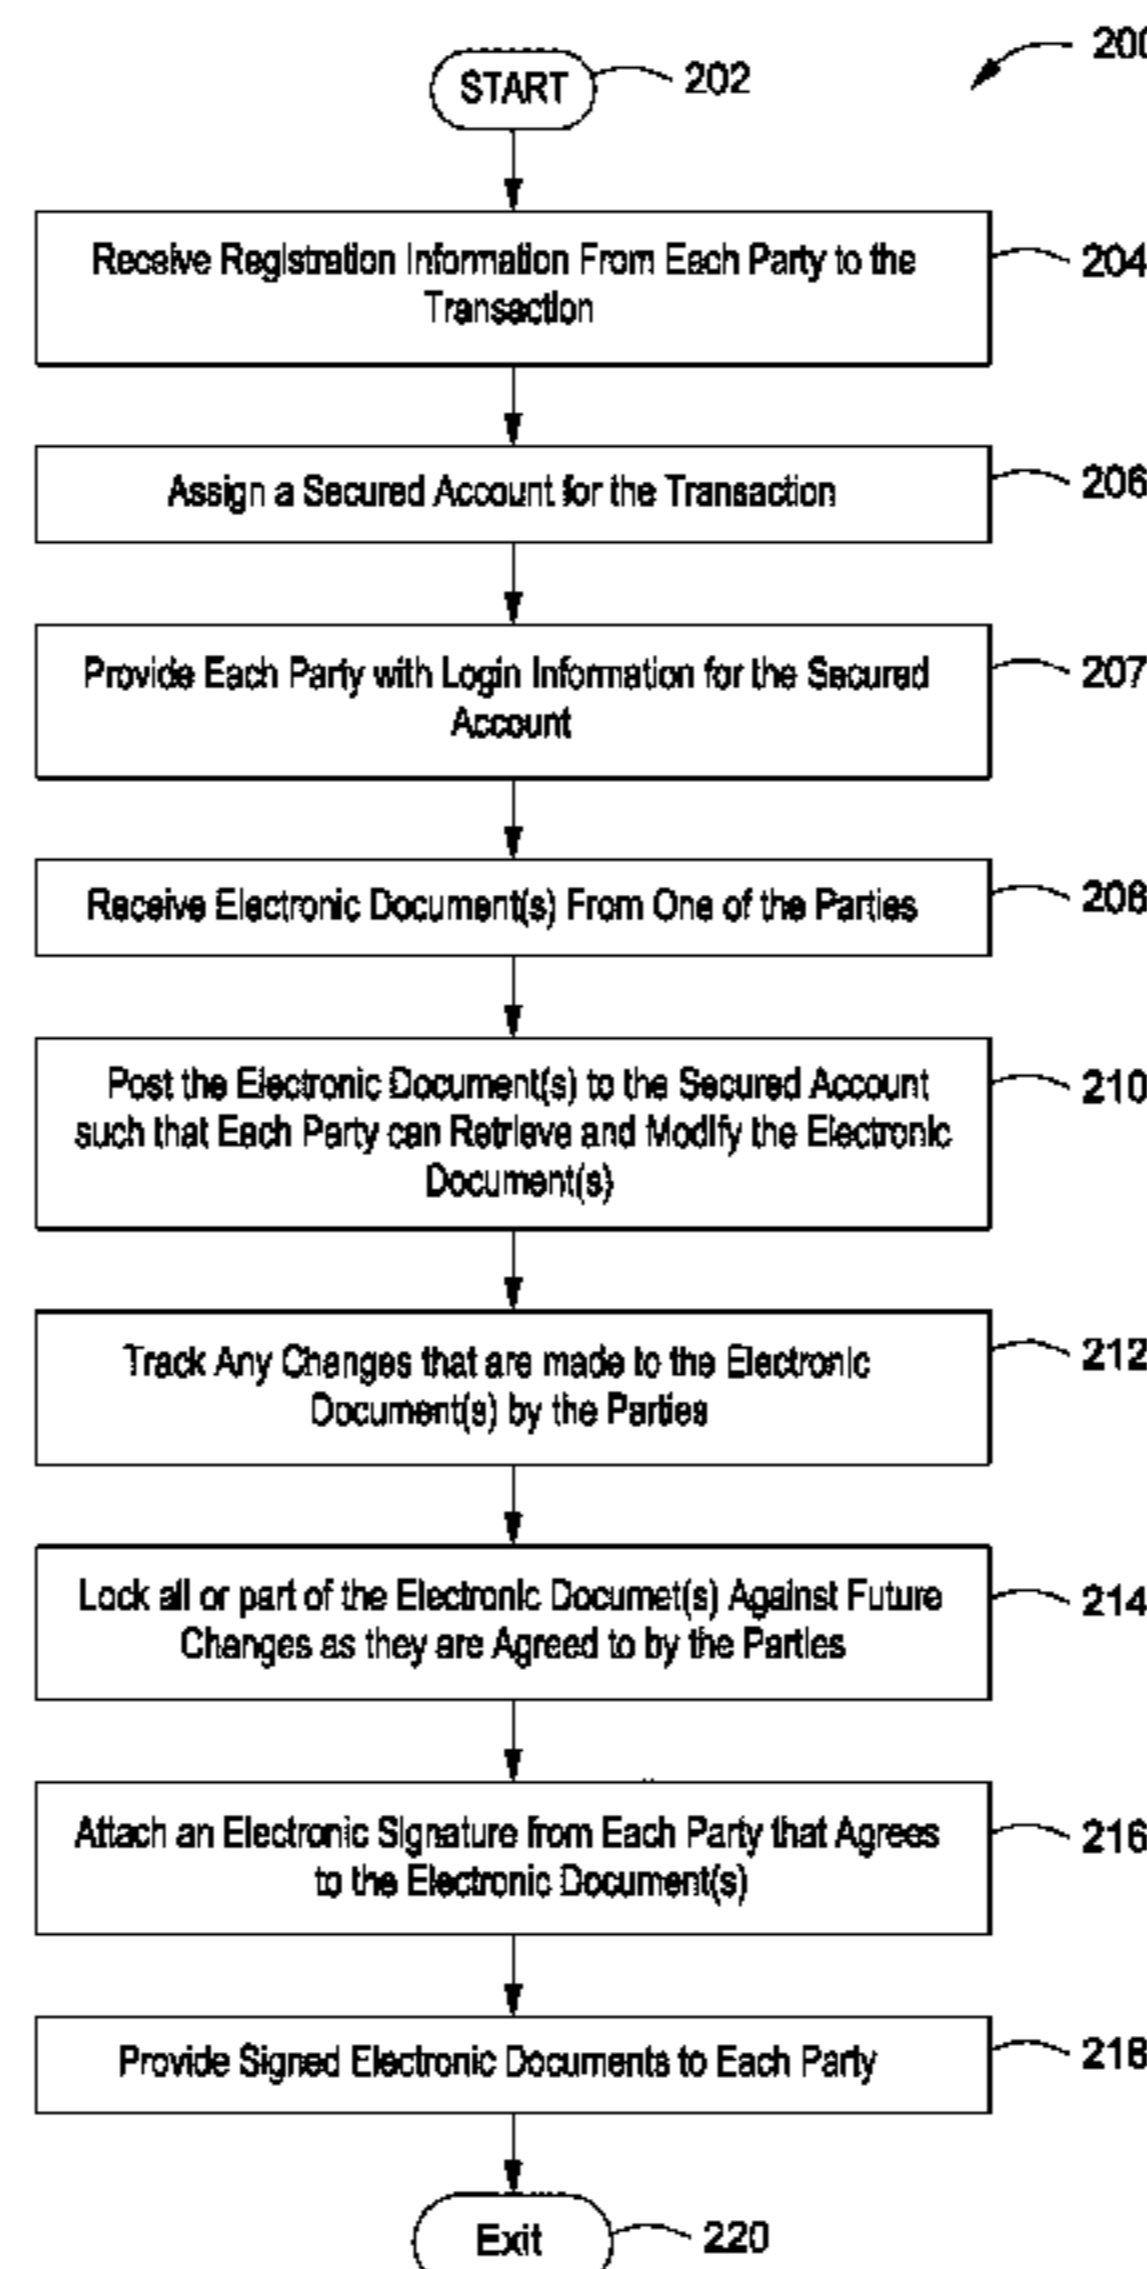 200
START 202
Receive Registration Information From Each Party to the
Transaction
204
Assign a Secured Account for the Transaction
206
Provide Each Party with Login Information for the Secured
Account
207
Receive Electronic Document(s) From One of the Parties
208
Post the Electronic Document(s) to the Secured Account
such that Each Party can Retrieve and Modify the Electronic
Document(s)
210
Track Any Changes that are made to the Electronic
Document(s) by the Parties
212
Lock all or part of the Electronic Documet(s) Against Future
Changes as they are Agreed to by the Parties
214
Attach an Electronic Signature from Each Party that Agrees
to the Electronic Document(s)
216
Provide Signed Electronic Documents to Each Party
218
Exit 220